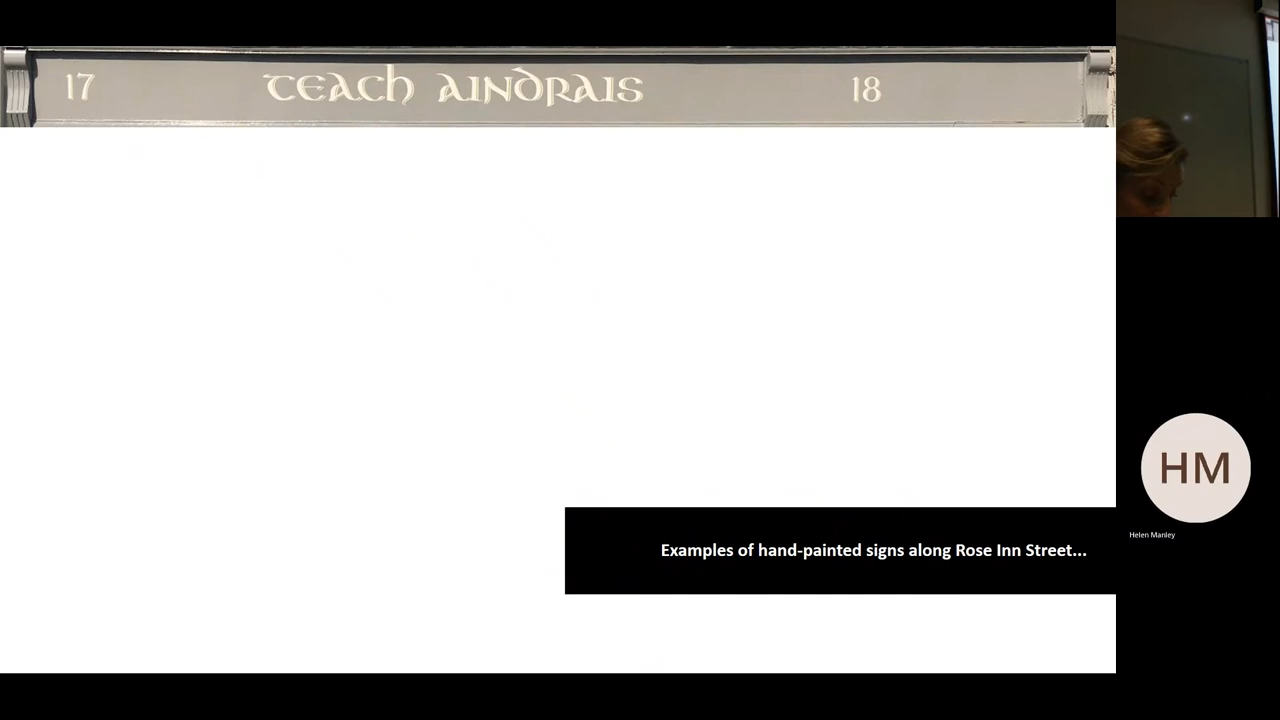 17 TEACH AINDRAIS 18
Examples of hand-painted signs along Rose Inn Street...
HM
Helen Manley